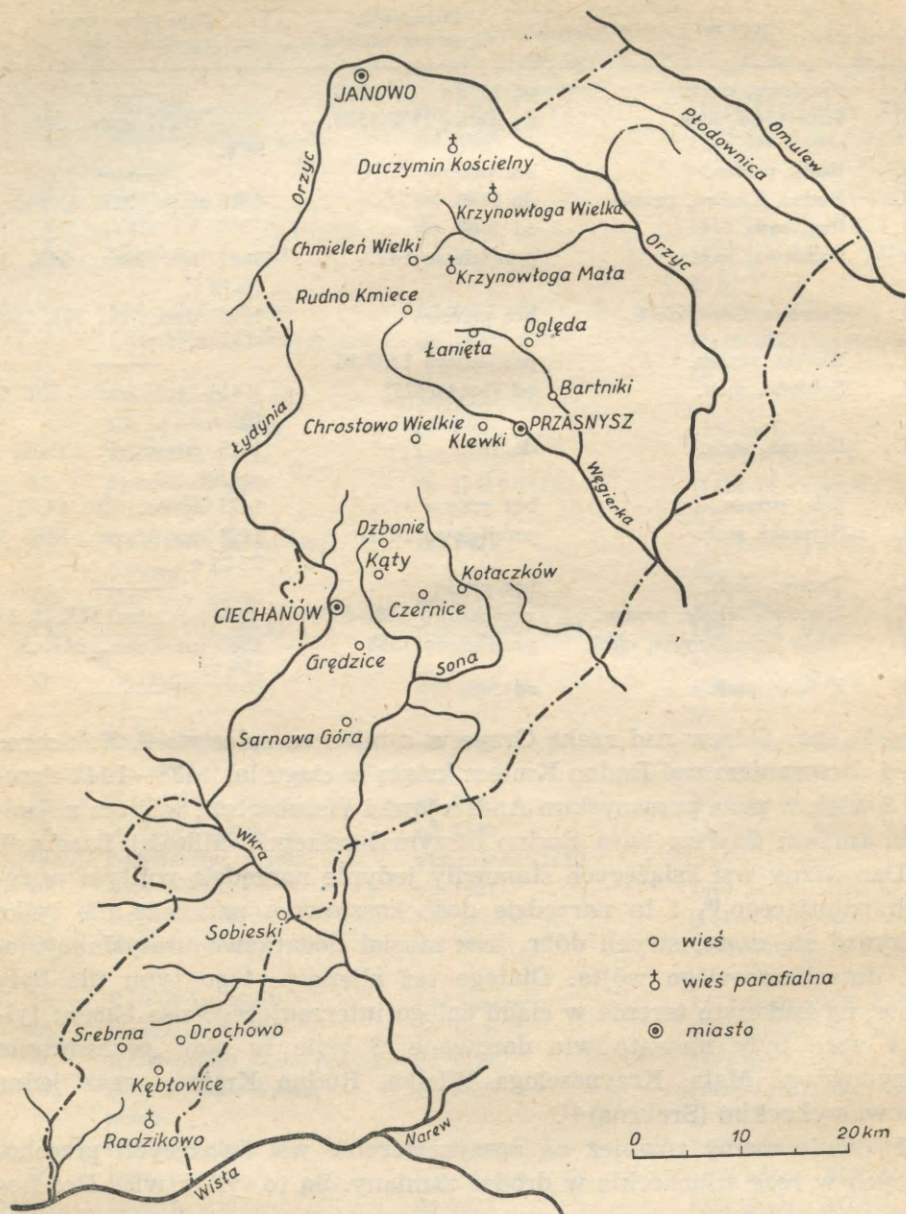 JANOWO
Omulew
Płodownica
Orzyc
Duczymin Kościelny
Krzynowłoga Wielka
Orzyc
Chmieleń Wielki
Krzynowłoga Mała
Rudno Kmiece
Oględa
Łanięta
Bartniki
Łydynia
Chrostowo Wielkie
Klewki
PRZASNYSZ
Węgierka
Dzbonie
Kąty
Kołaczków
Czernice
CIECHANÓW
Grędzice
Sona
Sarnowa Góra
Wkra
Sobieski
wieś
wieś parafialna
miasto
Srebrna
Drochowo
Kębłowice
Radzikowo
Narew
Wisła
0 10 20 km